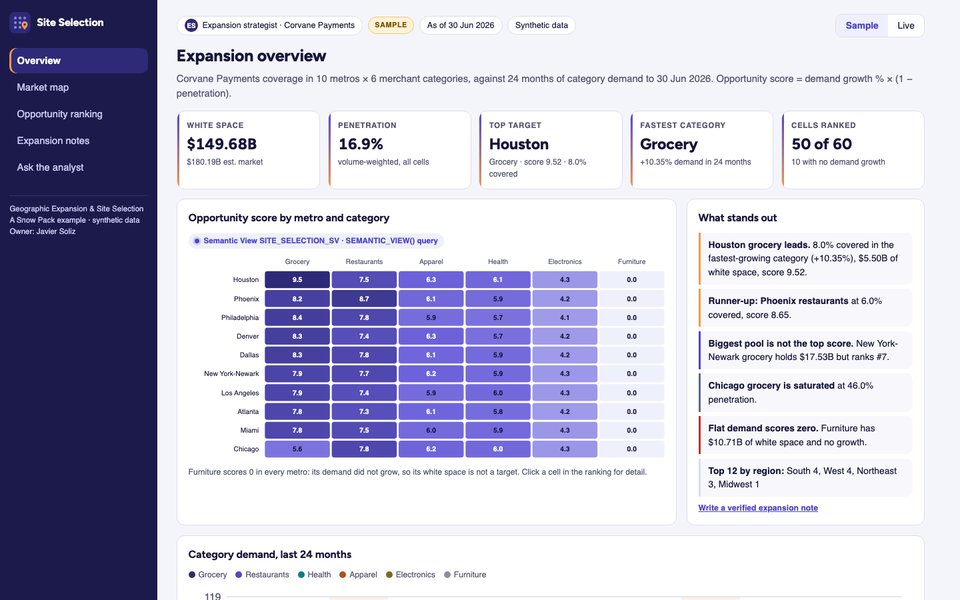 Site Selection
Overview
Market map
Opportunity ranking
Expansion notes
Ask the analyst
Geographic Expansion & Site Selection
A Snow Pack example · synthetic data
Owner: Javier Soliz
ES Expansion strategist · Corvane Payments
SAMPLE
As of 30 Jun 2026
Synthetic data
Sample
Live
Expansion overview
Corvane Payments coverage in 10 metros × 6 merchant categories, against 24 months of category demand to 30 Jun 2026. Opportunity score = demand growth % × (1 −
penetration).
WHITE SPACE
$149.68B
$180.19B est. market
PENETRATION
16.9%
volume-weighted, all cells
TOP TARGET
Houston
Grocery · score 9.52 · 8.0%
covered
FASTEST CATEGORY
Grocery
+10.35% demand in 24 months
CELLS RANKED
50 of 60
10 with no demand growth
Opportunity score by metro and category
Semantic View SITE_SELECTION_SV · SEMANTIC_VIEW() query
Grocery Restaurants Apparel Health Electronics Furniture
Houston 9.5 7.5 6.3 6.1 4.3 0.0
Phoenix 8.2 8.7 6.1 5.9 4.2 0.0
Philadelphia 8.4 7.8 5.9 5.7 4.1 0.0
Denver 8.3 7.4 6.3 5.7 4.2 0.0
Dallas 8.3 7.8 6.1 5.9 4.2 0.0
New York-Newark 7.9 7.7 6.2 5.9 4.3 0.0
Los Angeles 7.9 7.4 5.9 6.0 4.3 0.0
Atlanta 7.8 7.3 6.1 5.8 4.2 0.0
Miami 7.8 7.5 6.0 5.9 4.3 0.0
Chicago 5.6 7.8 6.2 6.0 4.3 0.0
Furniture scores 0 in every metro: its demand did not grow, so its white space is not a target. Click a cell in the ranking for detail.
What stands out
Houston grocery leads. 8.0% covered in the
fastest-growing category (+10.35%), $5.50B of
white space, score 9.52.
Runner-up: Phoenix restaurants at 6.0%
covered, score 8.65.
Biggest pool is not the top score. New York-
Newark grocery holds $17.53B but ranks #7.
Chicago grocery is saturated at 46.0%
penetration.
Flat demand scores zero. Furniture has
$10.71B of white space and no growth.
Top 12 by region: South 4, West 4, Northeast
3, Midwest 1
Write a verified expansion note
Category demand, last 24 months
Grocery Restaurants Health Apparel Electronics Furniture
119